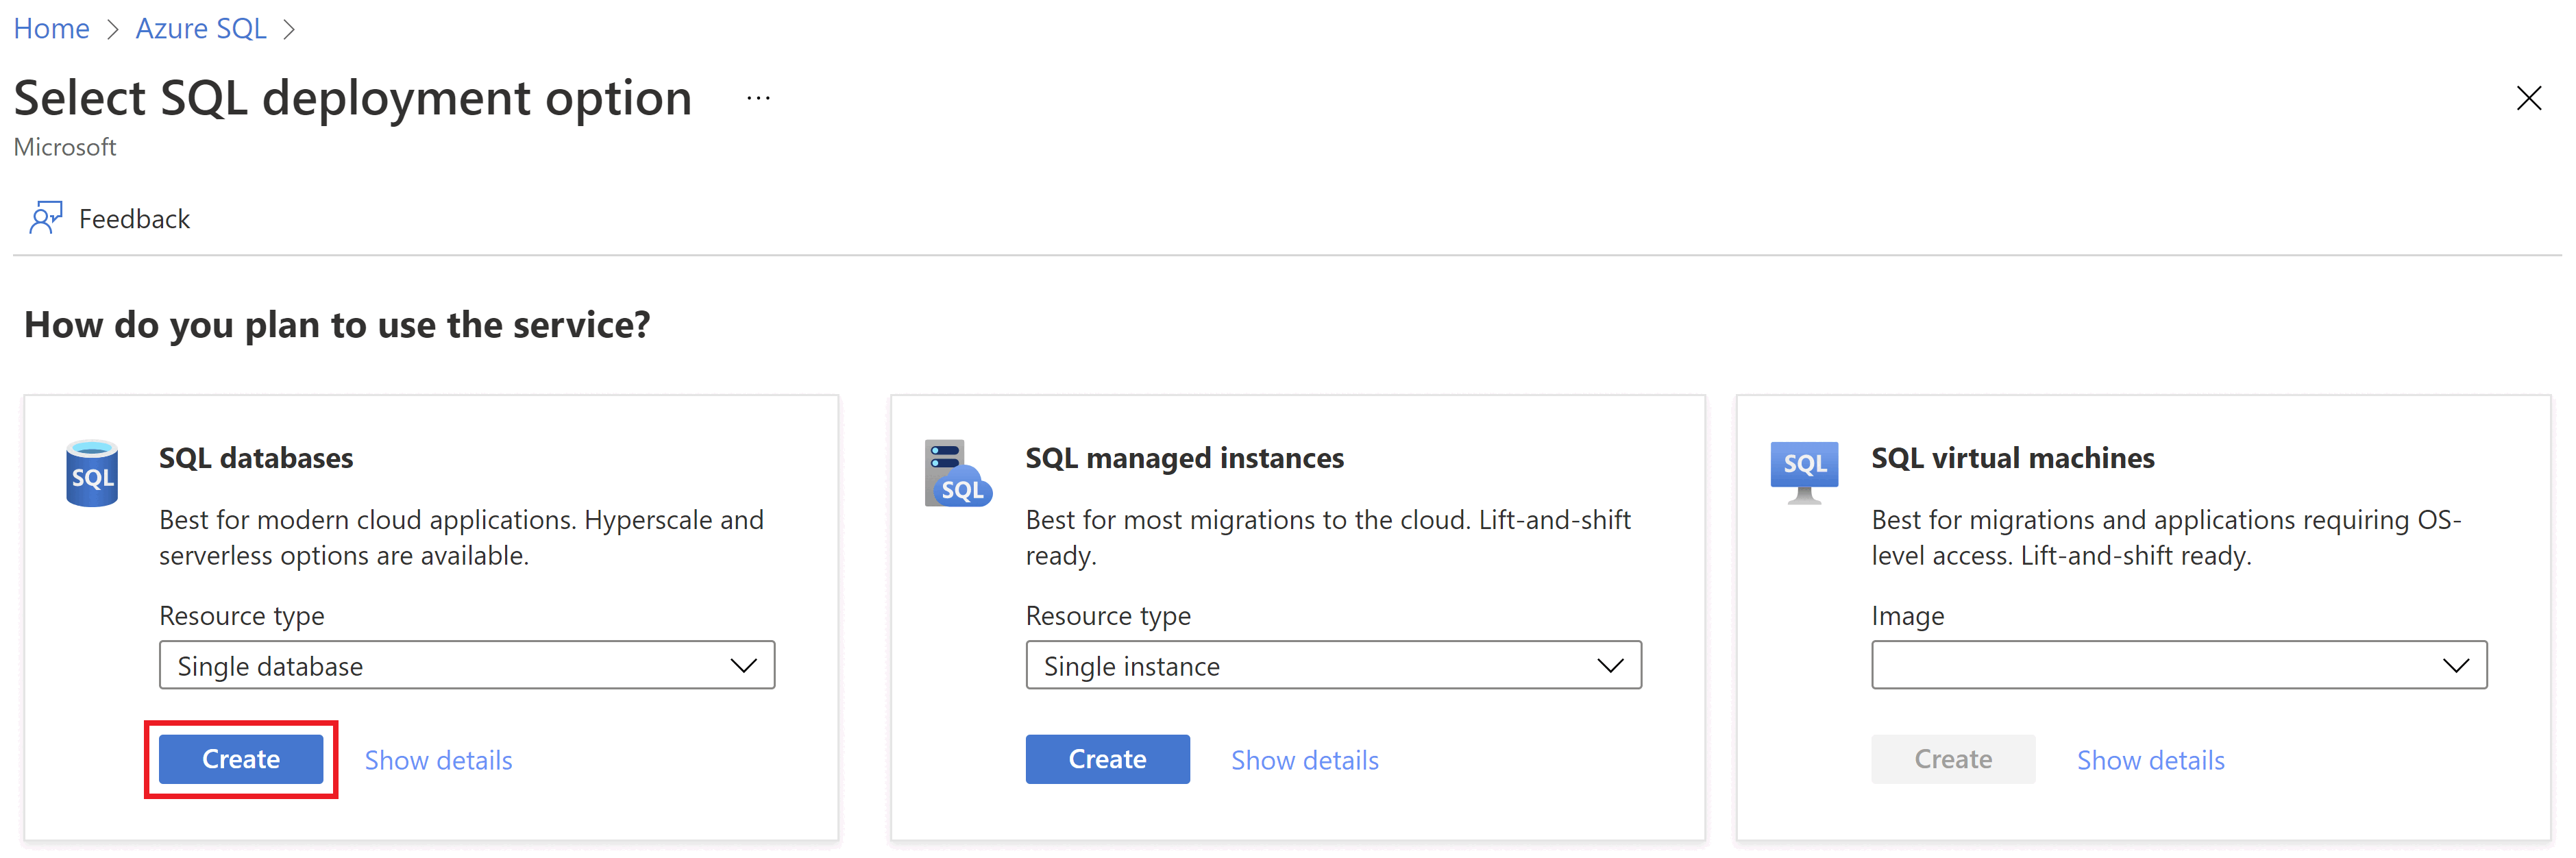 Home > Azure SQL >
Select SQL deployment option ...
Microsoft
Feedback
How do you plan to use the service?
SQL
SQL databases
Best for modern cloud applications. Hyperscale and
serverless options are available.
Resource type
Single database
Create Show details
SQL
SQL managed instances
Best for most migrations to the cloud. Lift-and-shift
ready.
Resource type
Single instance
Create Show details
SQL
SQL virtual machines
Best for migrations and applications requiring OS-
level access. Lift-and-shift ready.
Image
Create Show details